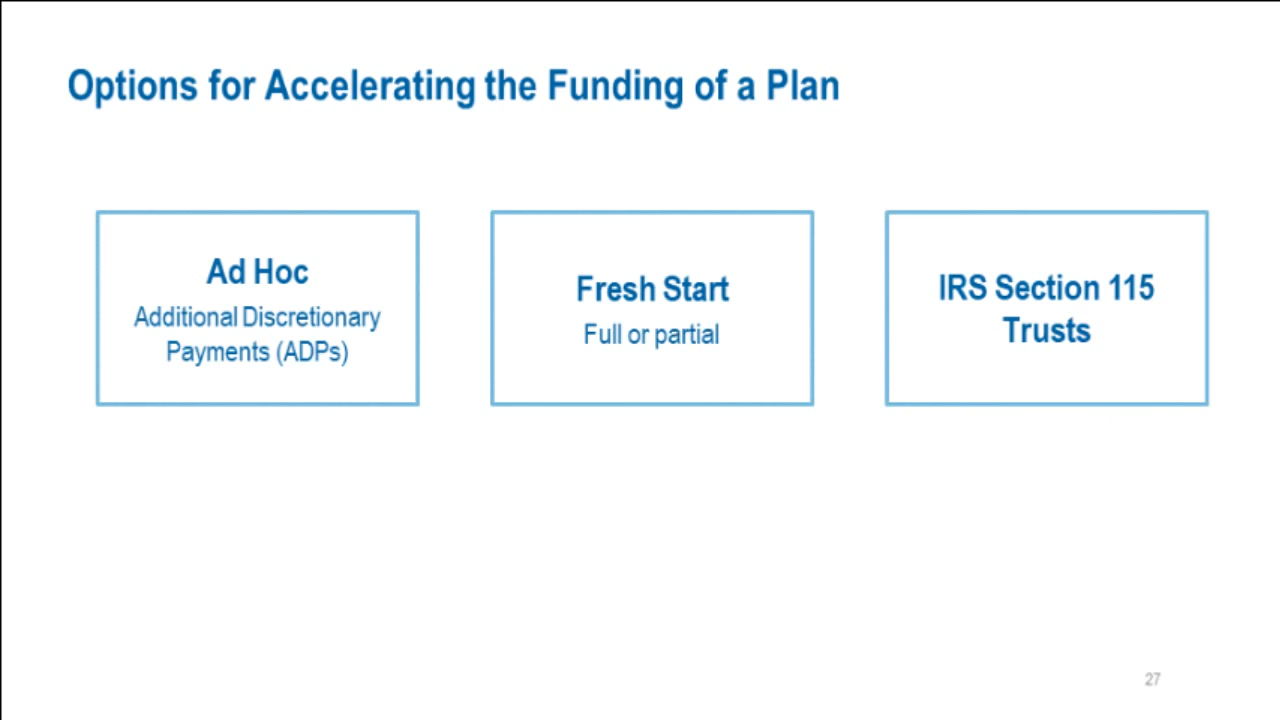 Options for Accelerating the Funding of a Plan
Ad Hoc
Additional Discretionary
Payments (ADPs)
Fresh Start
Full or partial
IRS Section 115
Trusts
27